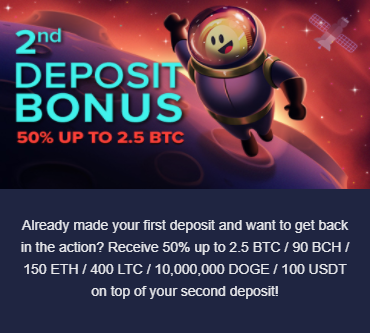 2nd
DEPOSIT
BONUS
50% UP TO 2.5 BTC
Already made your first deposit and want to get back
in the action? Receive 50% up to 2.5 BTC / 90 BCH /
150 ETH / 400 LTC / 10,000,000 DOGE / 100 USDT
on top of your second deposit!